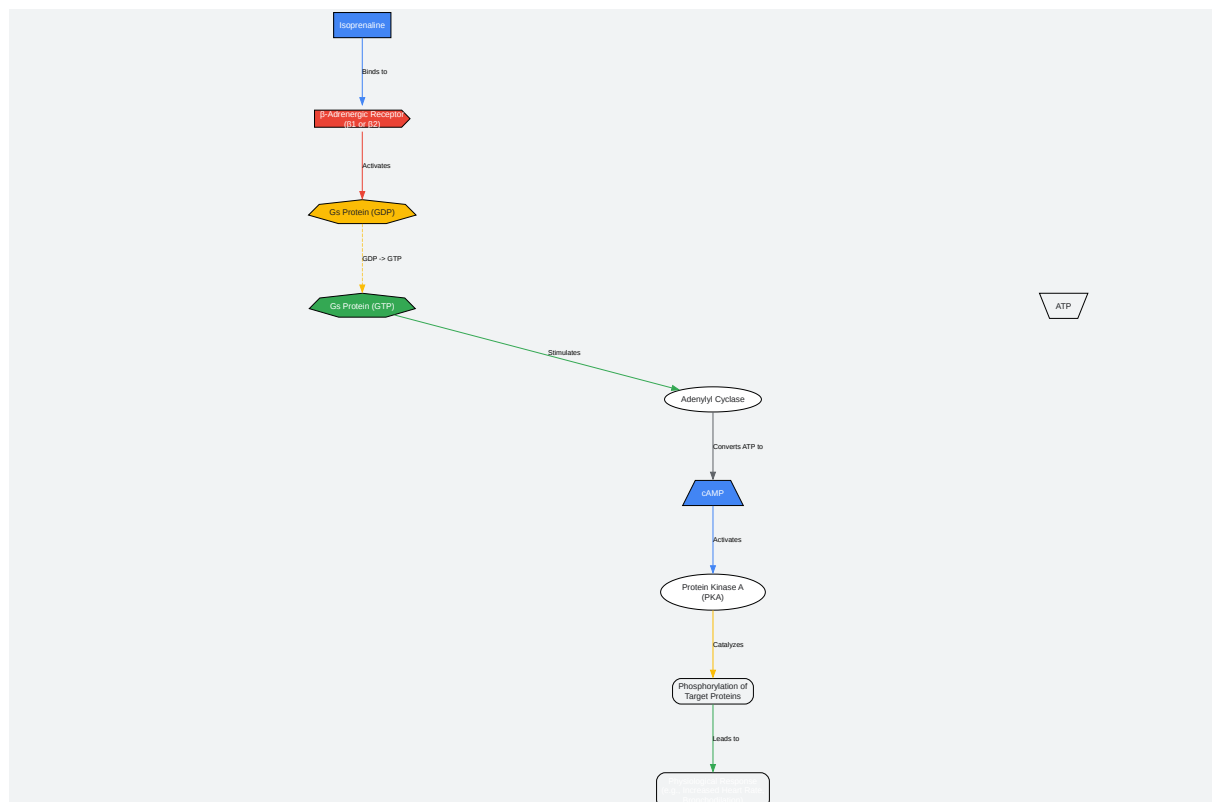 Isoprenaline
Binds to
β-Adrenergic Receptor
(β1 or β2)
Activates
Gs Protein (GDP)
GDP -> GTP
Gs Protein (GTP)
ATP
Stimulates
Adenylyl Cyclase
Converts ATP to
cAMP
Activates
Protein Kinase A
(PKA)
Catalyzes
Phosphorylation of
Target Proteins
Leads to